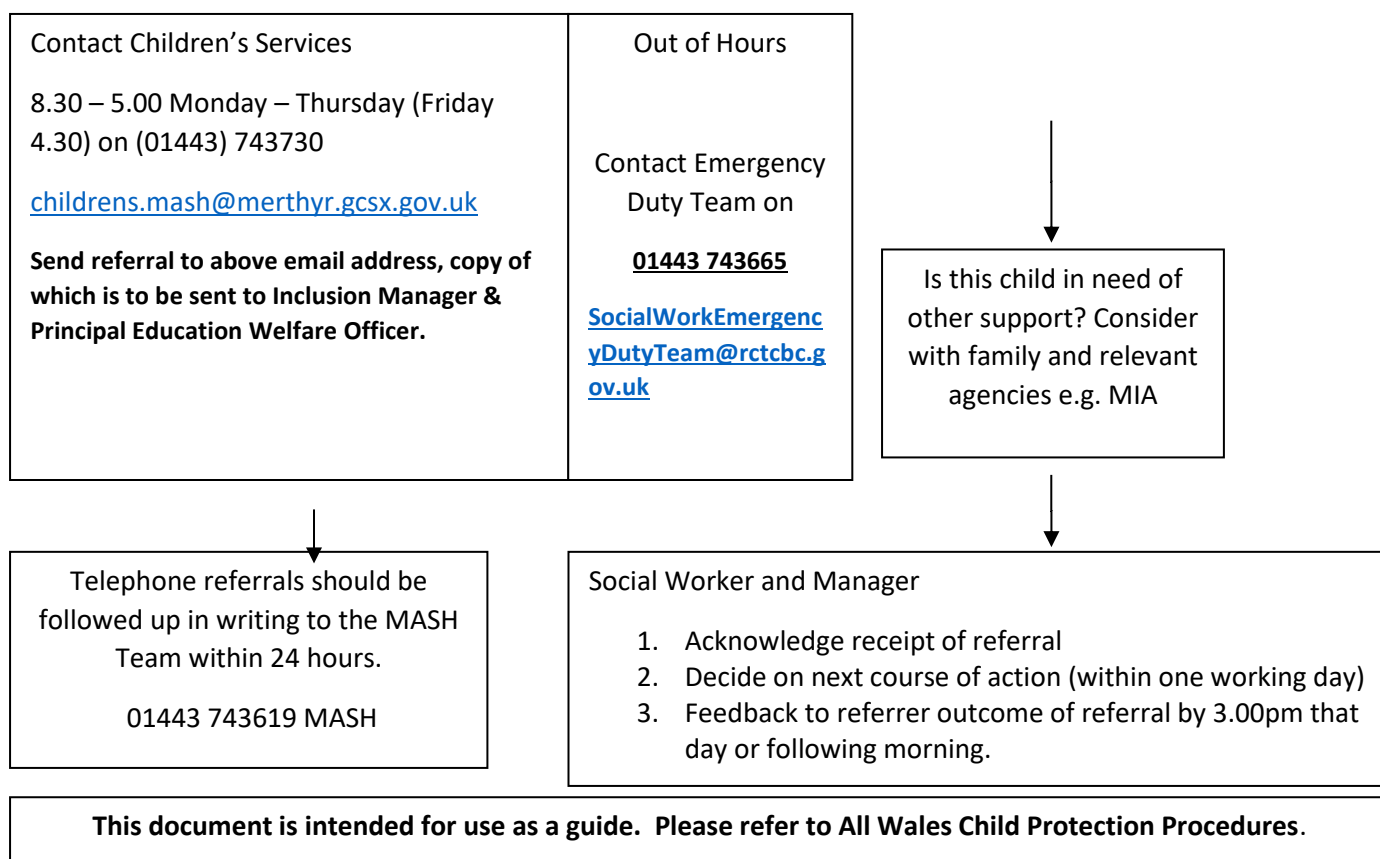 Contact Children’s Services
8.30 – 5.00 Monday – Thursday (Friday
4.30) on (01443) 743730
childrens.mash@merthyr.gcsx.gov.uk
Send referral to above email address, copy of
which is to be sent to Inclusion Manager &
Principal Education Welfare Officer.
Out of Hours
Contact Emergency
Duty Team on
01443 743665
SocialWorkEmergenc
yDutyTeam@rctcbc.g
ov.uk
Is this child in need of
other support? Consider
with family and relevant
agencies e.g. MIA
Telephone referrals should be
followed up in writing to the MASH
Team within 24 hours.
01443 743619 MASH
Social Worker and Manager
1. Acknowledge receipt of referral
2. Decide on next course of action (within one working day)
3. Feedback to referrer outcome of referral by 3.00pm that
day or following morning.
This document is intended for use as a guide.  Please refer to All Wales Child Protection Procedures.